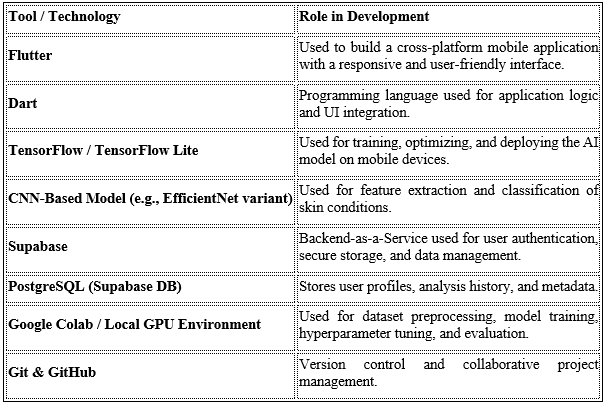 Tool / Technology Role in Development
Flutter
Used to build a cross-platform mobile application
with a responsive and user-friendly interface.
Dart
Programming language used for application logic
and UI integration.
TensorFlow / TensorFlow Lite
Used for training, optimizing, and deploying the AI
model on mobile devices.
CNN-Based Model (e.g., EfficientNet variant)
Used for feature extraction and classification of
skin conditions.
Supabase
Backend-as-a-Service used for user authentication,
secure storage, and data management.
PostgreSQL (Supabase DB)
Stores user profiles, analysis history, and metadata.
Google Colab / Local GPU Environment
Used for dataset preprocessing, model training,
hyperparameter tuning, and evaluation.
Git & GitHub
Version control and collaborative project
management.